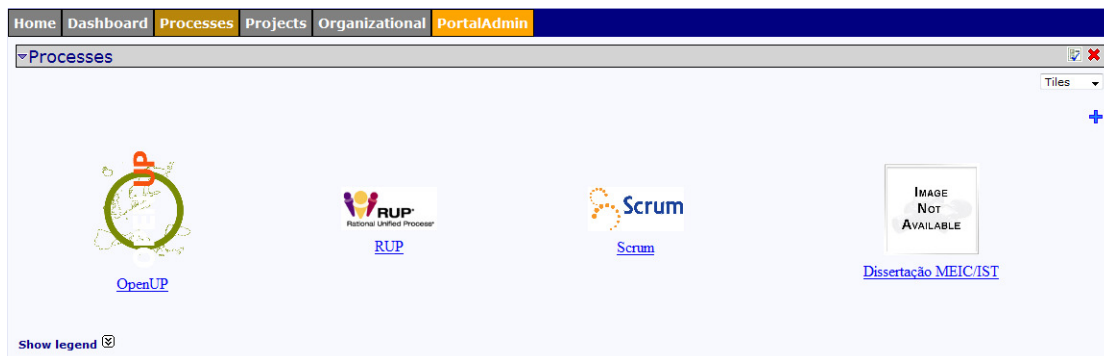 Home Dashboard Processes Projects Organizational PortalAdmin
Processes
Tiles
OPEN UP
RUP
Rational Unified Process
Scrum
IMAGE
NOT
AVAILABLE
OpenUP
RUP
Scrum
Dissertação MEIC/IST
Show legend